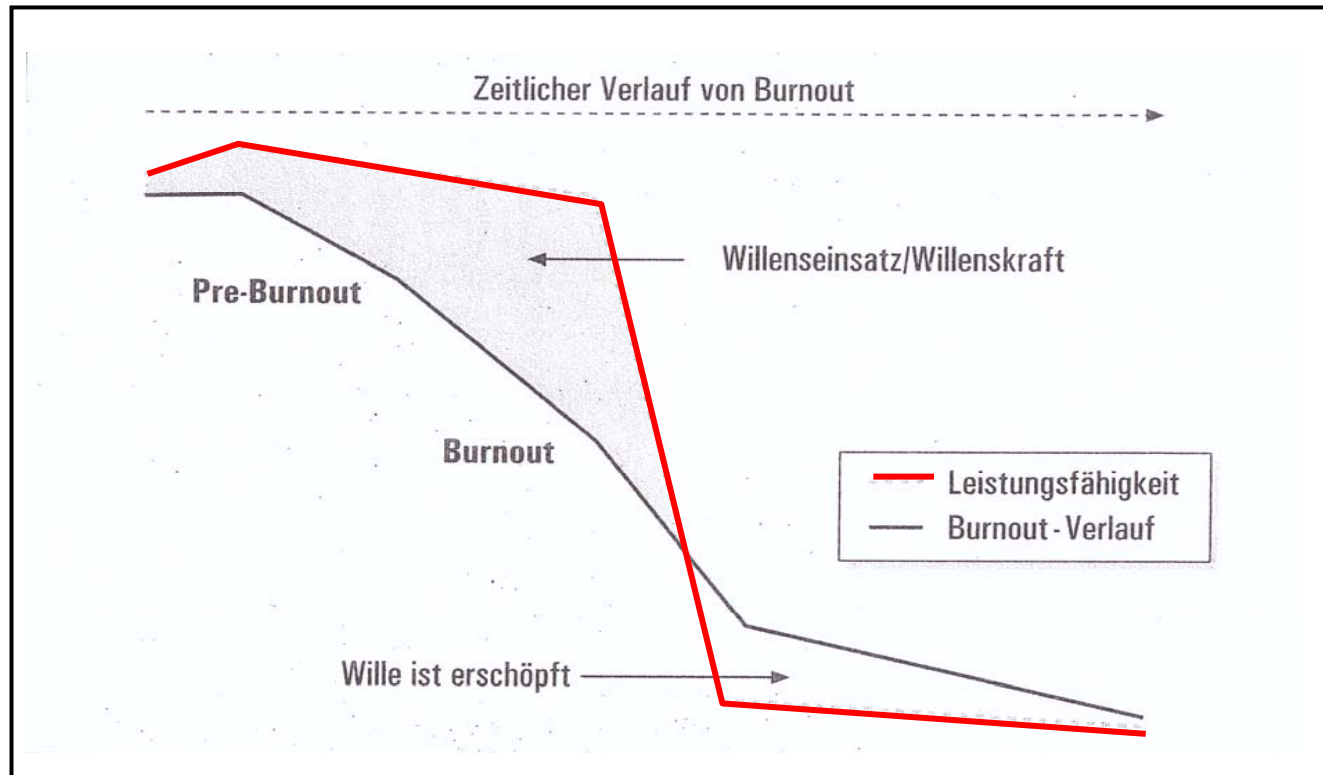 Zeitlicher Verlauf von Burnout
Willenseinsatz/Willenskraft
Pre-Burnout
Burnout
Leistungsfähigkeit
Burnout - Verlauf
Wille ist erschöpft